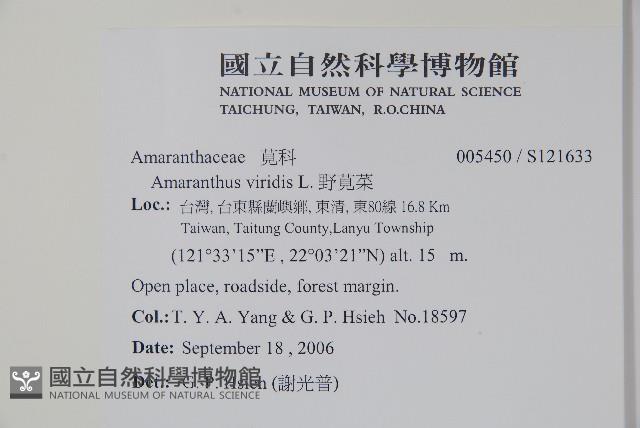 國立自然科學博物館
NATIONAL MUSEUM OF NATURAL SCIENCE
TAICHUNG, TAIWAN, R.O.CHINA
Amaranthaceae 莧科 005450 / S121633
Amaranthus viridis L. 野莧菜
Loc.: 台灣, 台東縣蘭嶼鄉, 東清, 東80線 16.8 Km
Taiwan, Taitung County,Lanyu Township
(121°33'15”E , 22°03'21”N) alt. 15 m.
Open place, roadside, forest margin.
Col.: T. Y. A. Yang & G. P. Hsieh No.18597
Date: September 18 , 2006
Det.: G. P. Hsieh (謝光普)
國立自然科學博物館
NATIONAL MUSEUM OF NATURAL SCIENCE